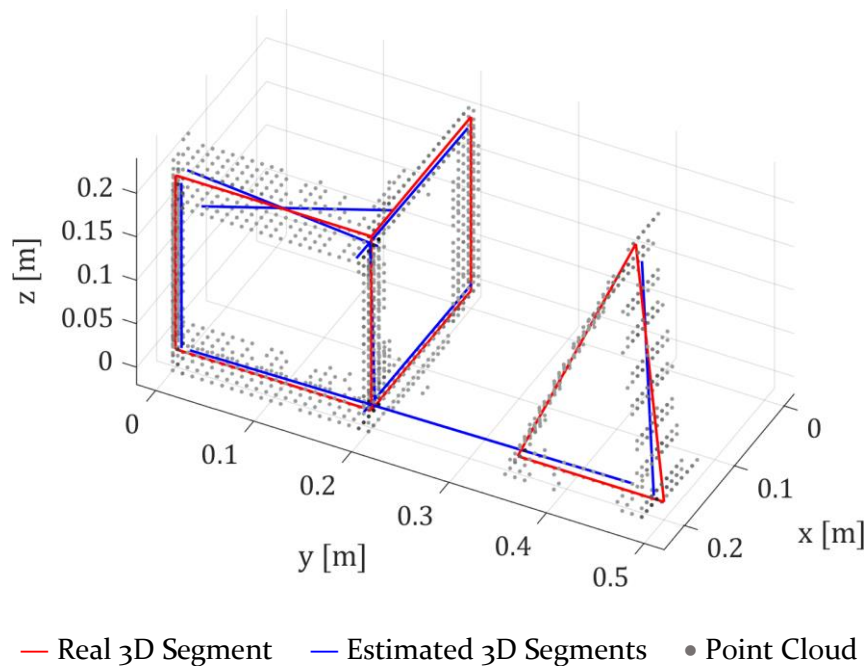 0.2
0.15
0.1
0.05
0
z [m]
0
0.1
0.2
0.3
0.4
0.5
y [m]
0
0.1
0.2
x [m]
Real 3D Segment
Estimated 3D Segments
Point Cloud